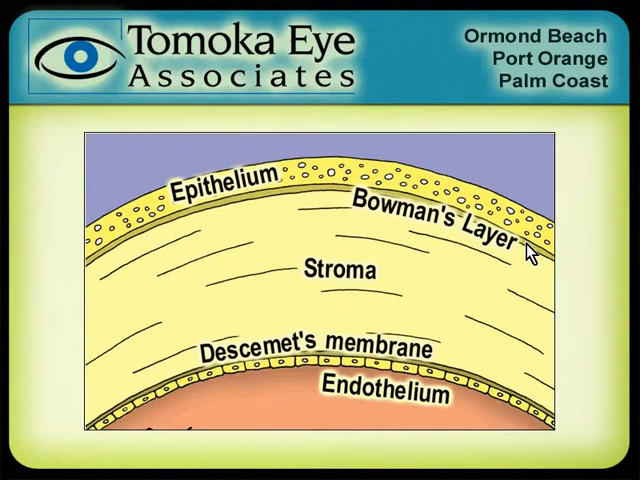 Tomoka Eye
Associates
Ormond Beach
Port Orange
Palm Coast
Epithelium
Bowman's Layer
Stroma
Descemet's membrane
Endothelium